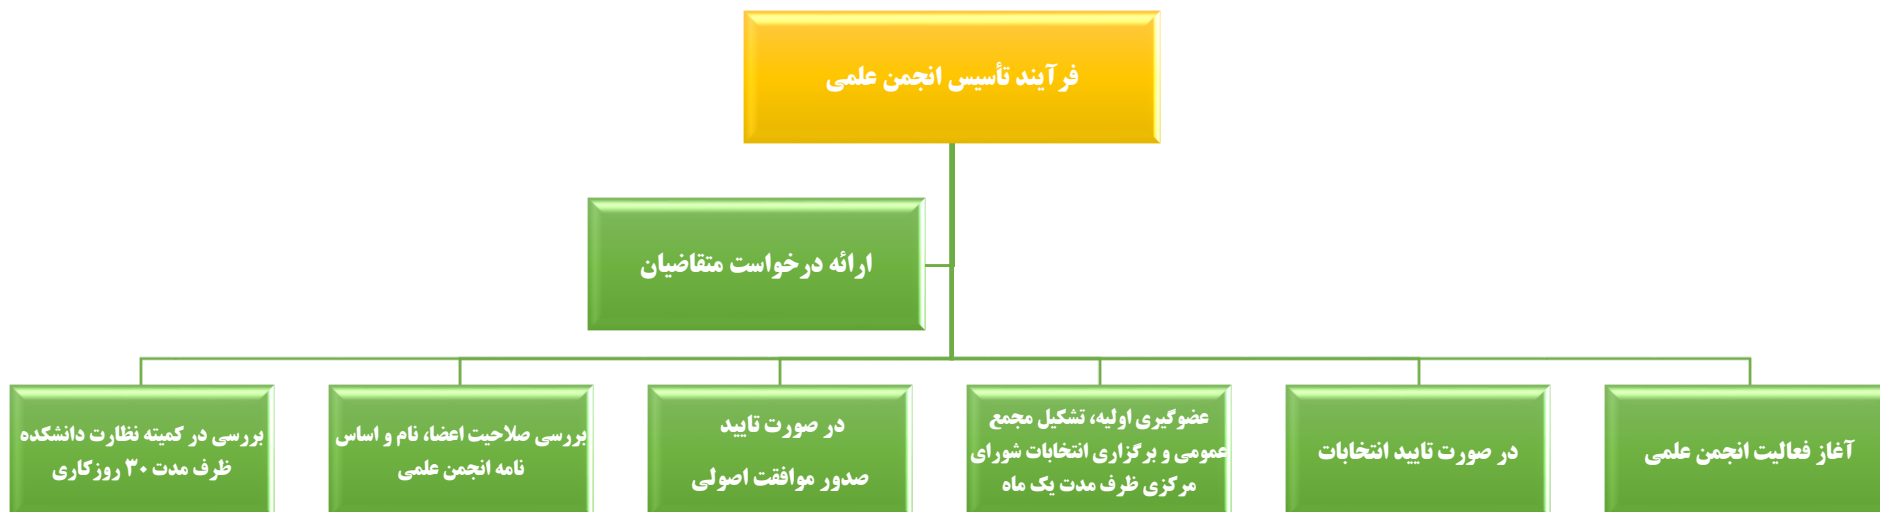 فرآیند تأسیس انجمن علمی
ارائه درخواست متقاضیان
بررسی در کمیته نظارت دانشکده
ظرف مدت ۳۰ روزکاری
بررسی صلاحیت اعضا، نام و اساس
نامه انجمن علمی
در صورت تایید
صدور موافقت اصولی
عضوگیری اولیه، تشکیل مجمع
عمومی و برگزاری انتخابات شورای
مرکزی ظرف مدت یک ماه
در صورت تایید انتخابات
آغاز فعالیت انجمن علمی